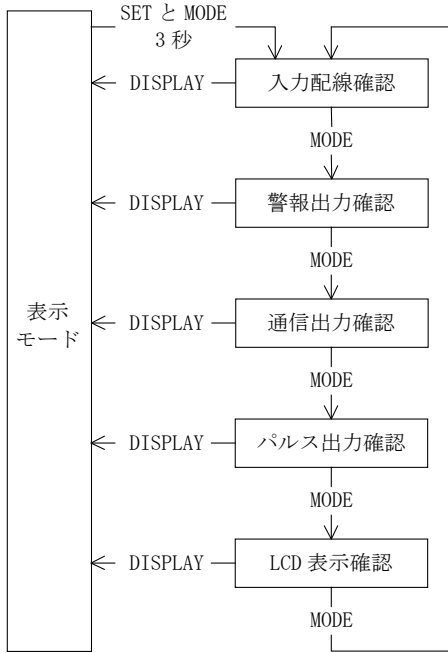 SET と MODE
3 秒
DISPLAY
入力配線確認
MODE
DISPLAY
警報出力確認
MODE
表示
モード
DISPLAY
通信出力確認
MODE
DISPLAY
パルス出力確認
MODE
DISPLAY
LCD 表示確認
MODE